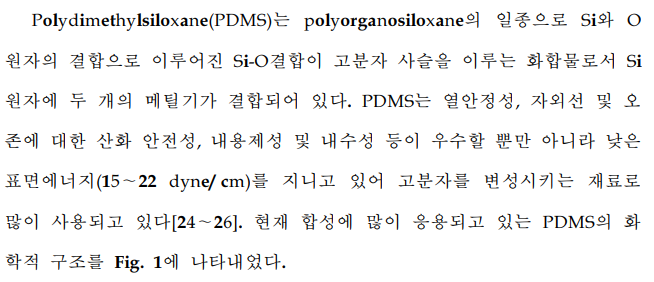 Polydimethylsiloxane(PDMS)는 polyorganosiloxane의 일종으로 Si와 O
원자의 결합으로 이루어진 Si-O결합이 고분자 사슬을 이루는 화합물로서 Si
원자에 두 개의 메틸기가 결합되어 있다. PDMS는 열안정성, 자외선 및 오
존에 대한 산화 안전성, 내용제성 및 내수성 등이 우수할 뿐만 아니라 낮은
표면에너지(15~22 dyne/ cm)를 지니고 있어 고분자를 변성시키는 재료로
많이 사용되고 있다[24~26]. 현재 합성에 많이 응용되고 있는 PDMS의 화
학적 구조를 Fig. 1에 나타내었다.